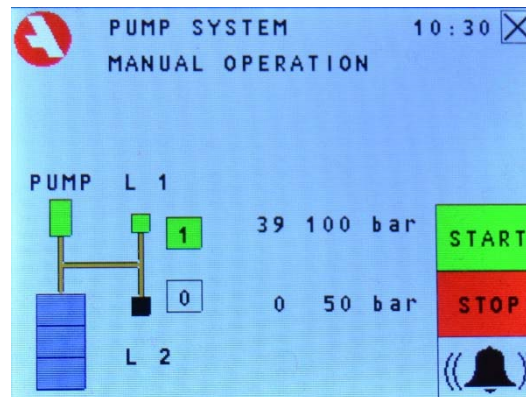 PUMP SYSTEM 10:30
MANUAL OPERATION
PUMP L 1
1 39 100 bar
START
0 0 50 bar
STOP
L 2